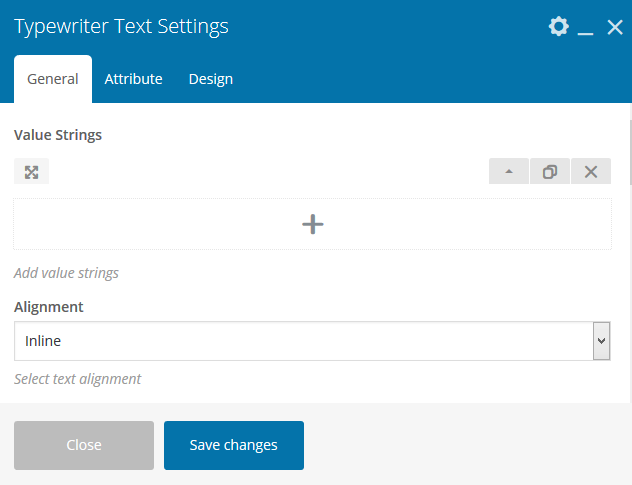 Typewriter Text Settings
General Attribute Design
Value Strings
Add value strings
Alignment
Inline
Select text alignment
Close Save changes